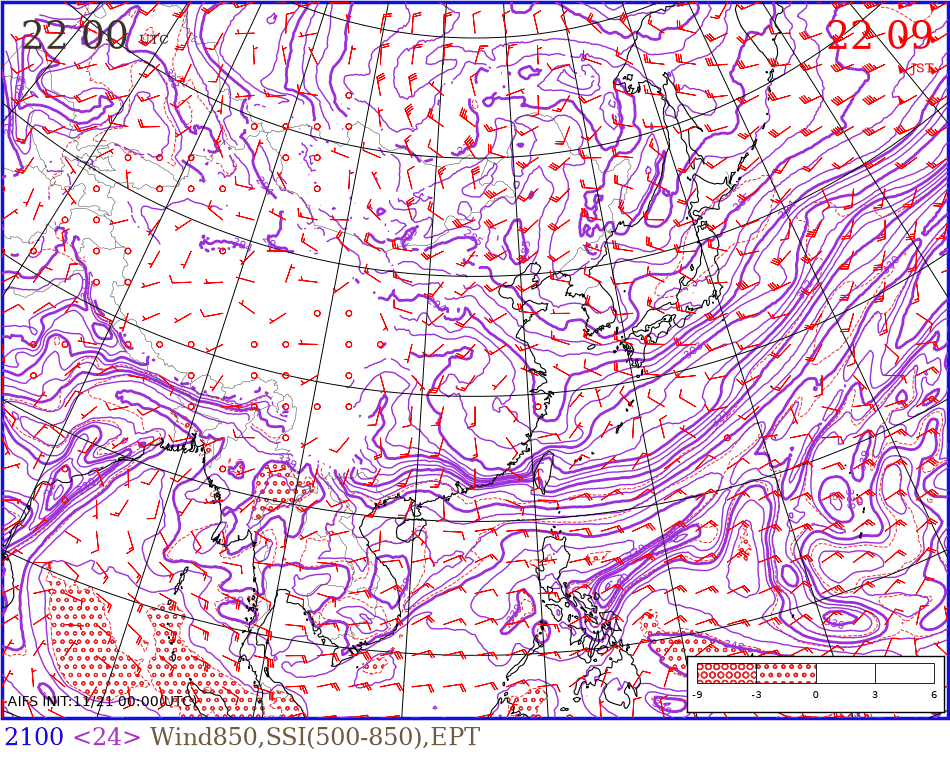 22 00 UTC
22 09
JST
AIFS INIT:11/21 00:00(UTC)
-9 -3 0 3 6
2100 <24> Wind850,SSI(500-850),EPT